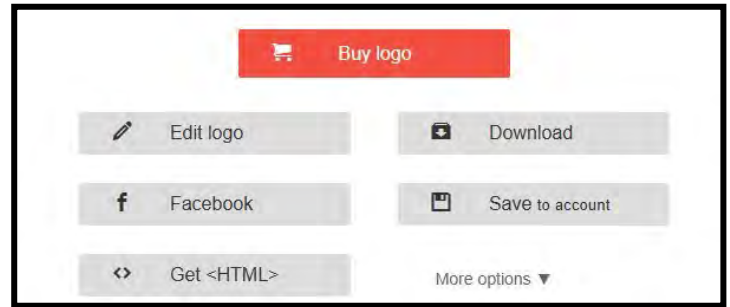 Buy logo
Edit logo
Download
Facebook
Save to account
Get <HTML>
More options ▼